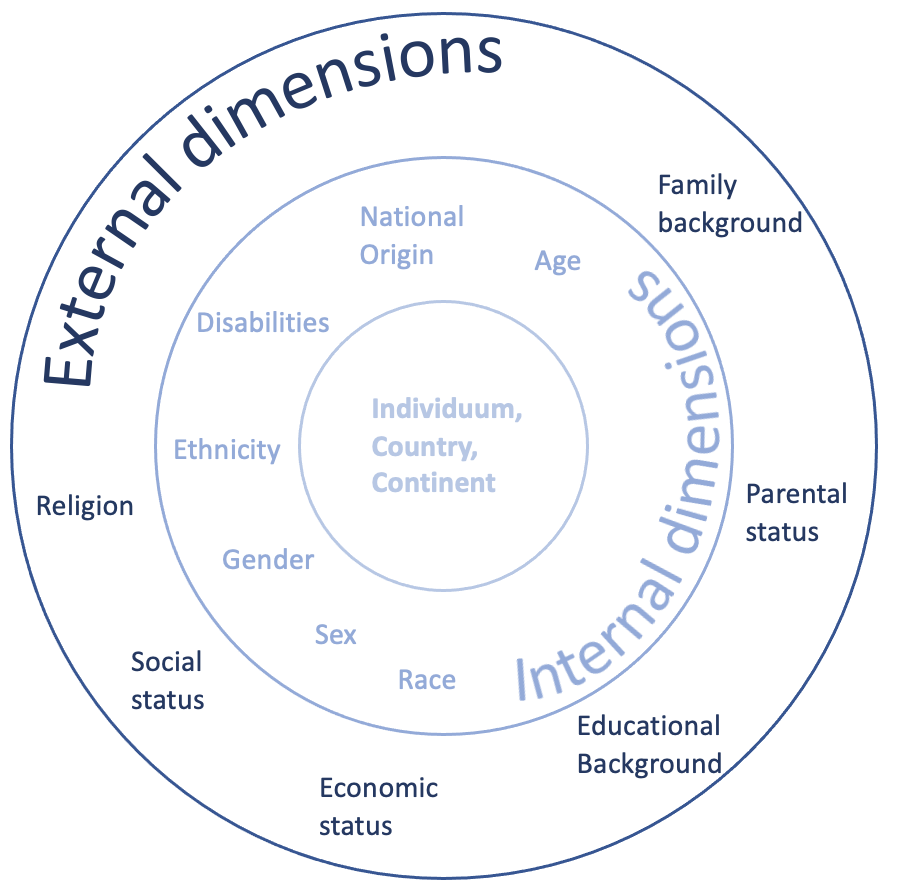 External dimensions
Family
background
National
Origin
Age
Disabilities
Internal dimensions
Individuum,
Country,
Continent
Ethnicity
Religion
Parental
status
Gender
Sex
Social
status
Race
Educational
Background
Economic
status